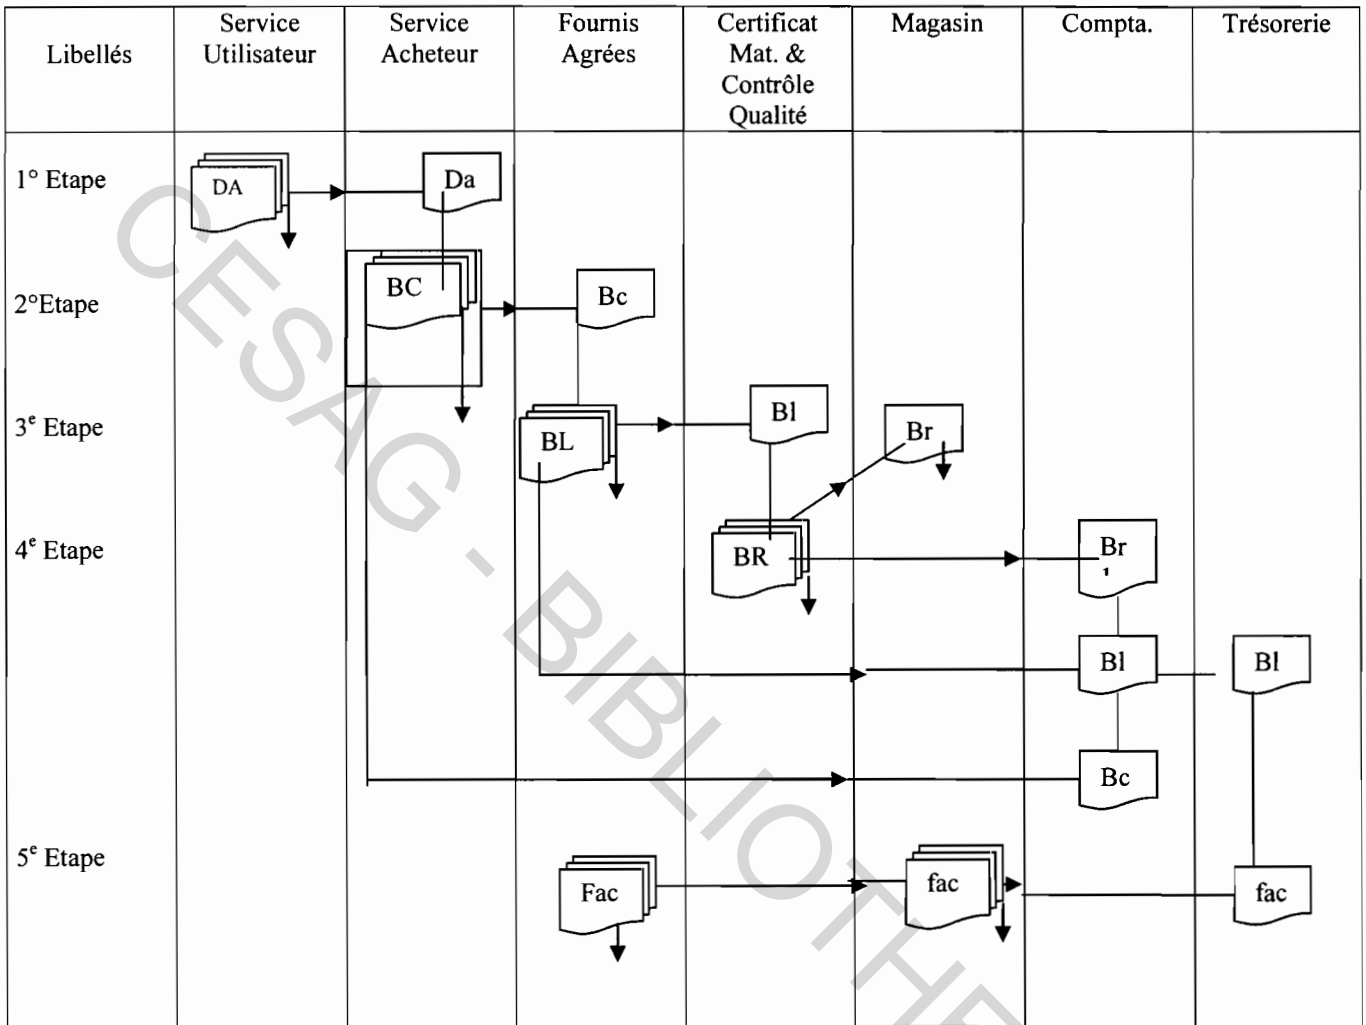 Libellés
Service
Utilisateur
Service
Acheteur
Fournis
Agrées
Certificat
Mat. &
Contrôle
Qualité
Magasin
Compta.
Trésorerie
1° Etape
DA
Da
2°Etape
BC
Bc
3e Etape
BL
Bl
Br
4e Etape
BR
Br
Bl
Bl
Bc
5e Etape
Fac
fac
fac
CESAG - BIBLIOTHE